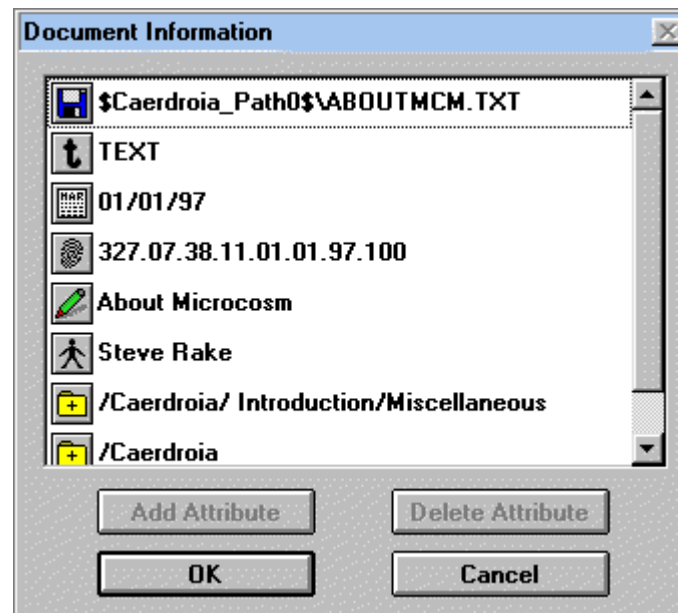 Document Information
$Caerdroia_Path0$\ABOUTMCM.TXT
t TEXT
MAR 01/01/97
327.07.38.11.01.01.97.100
About Microcosm
Steve Rake
/Caerdroia/ Introduction/Miscellaneous
/Caerdroia
Add Attribute Delete Attribute
OK Cancel